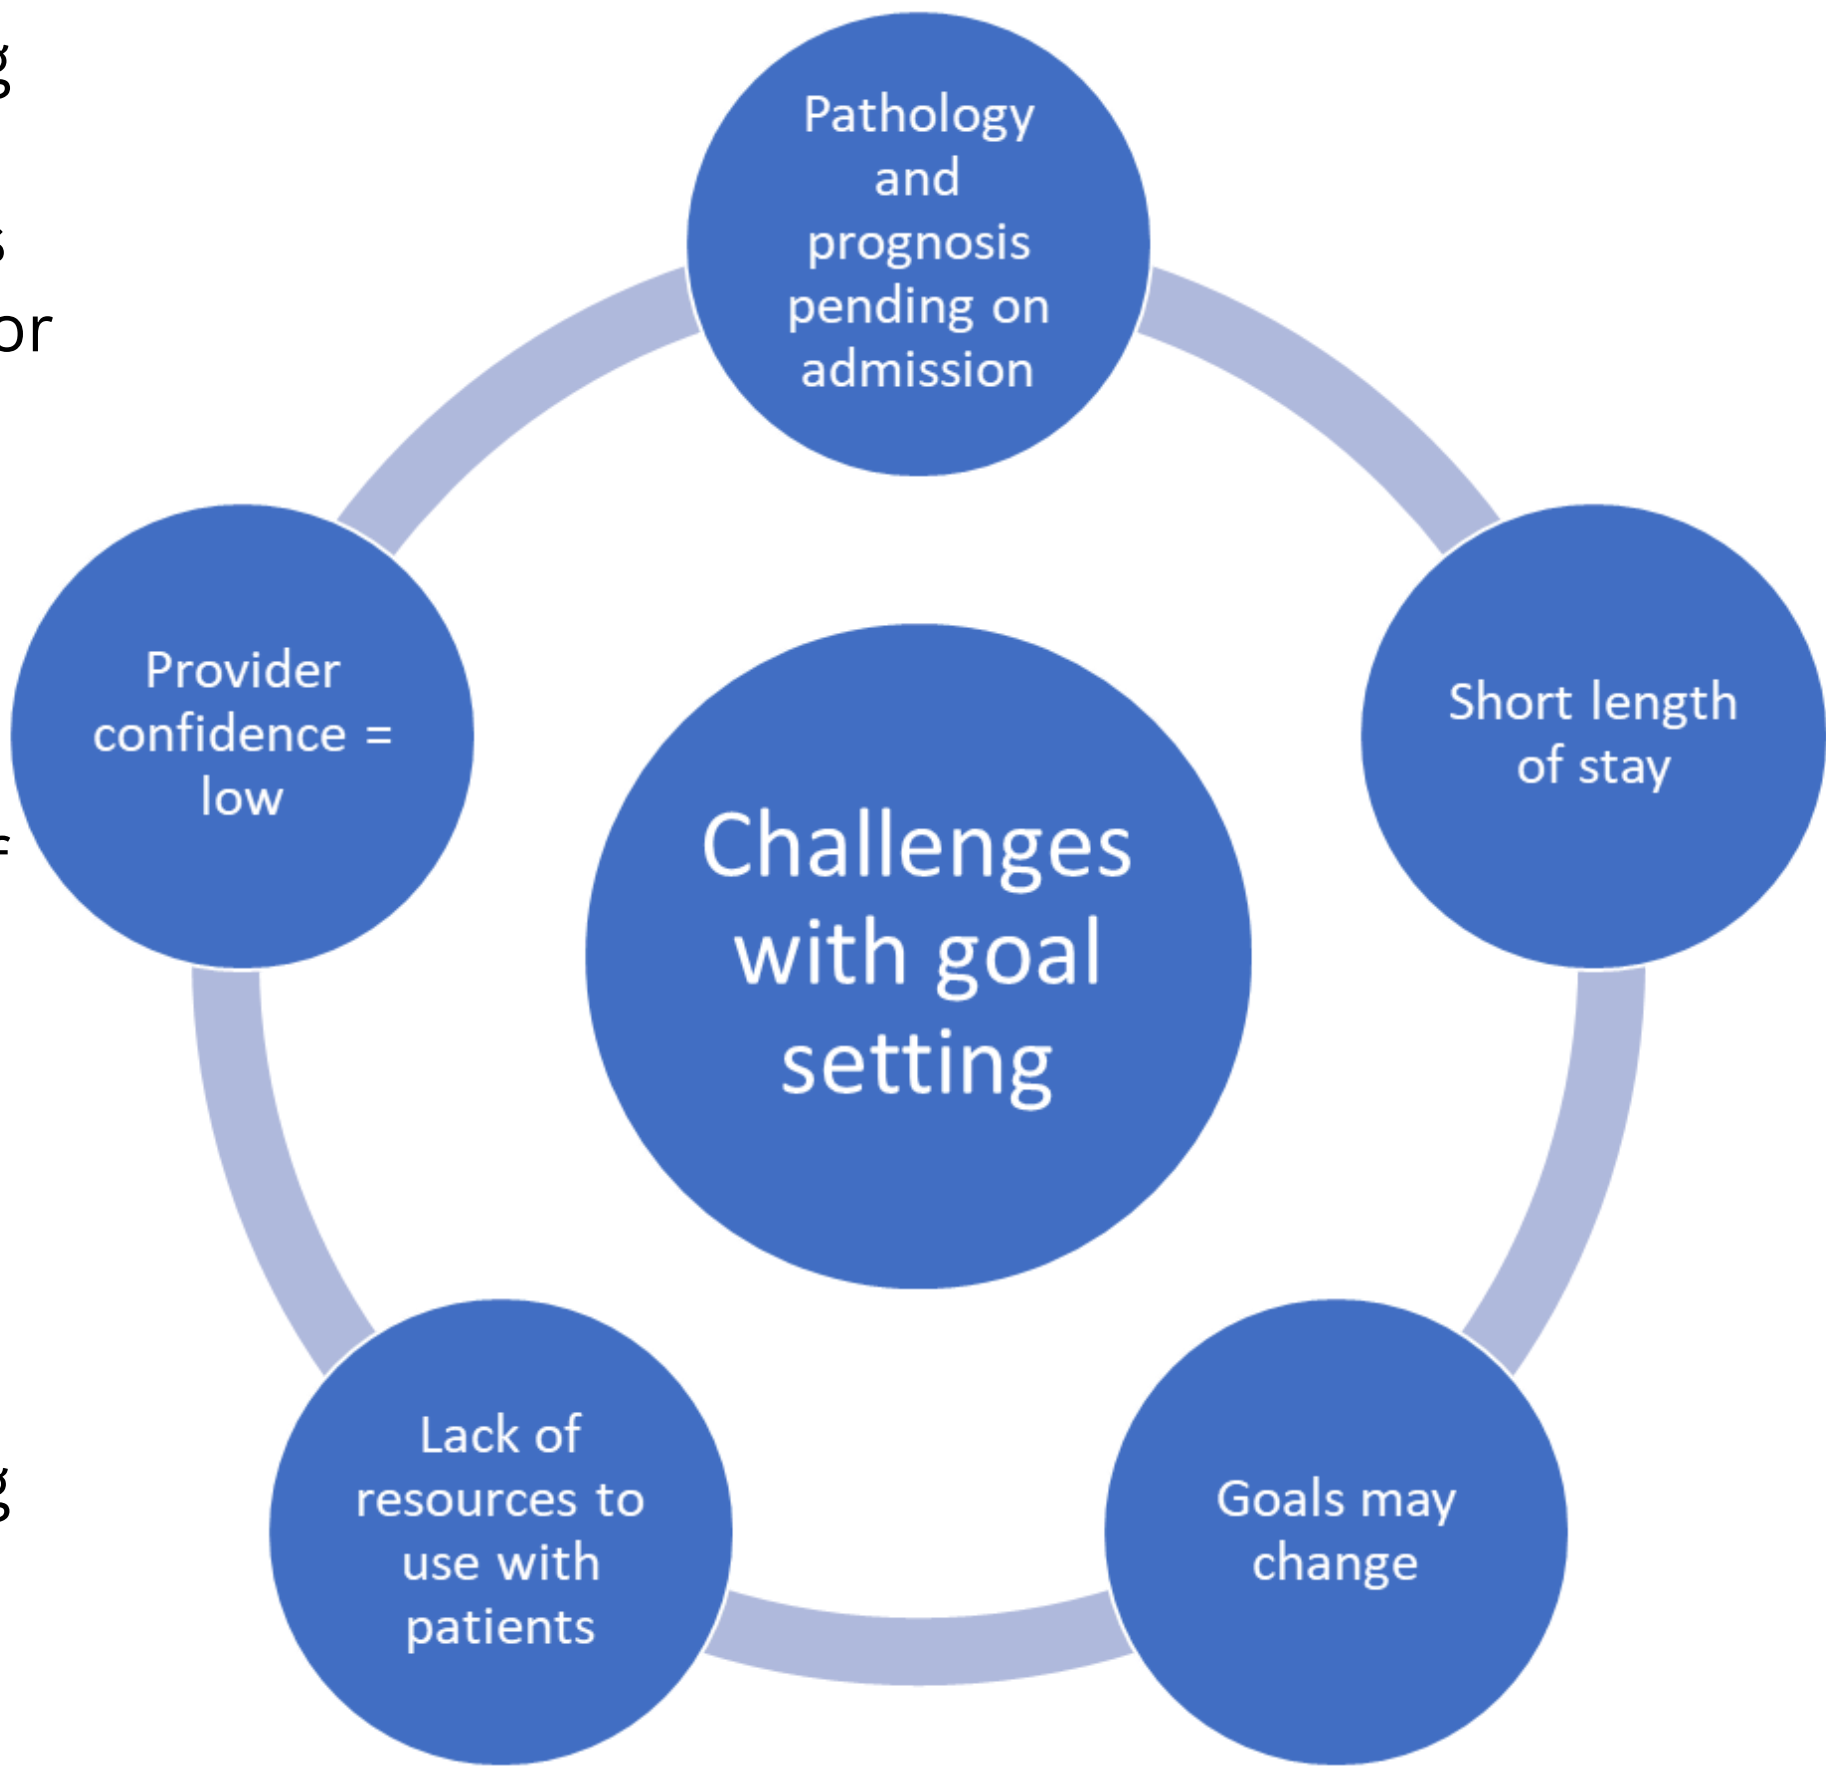 g
s
or
f
g
Pathology
and
prognosis
pending on
admission
Short length
of stay
Goals may
change
Lack of
resources to
use with
patients
Provider
confidence =
low
Challenges
with goal
setting